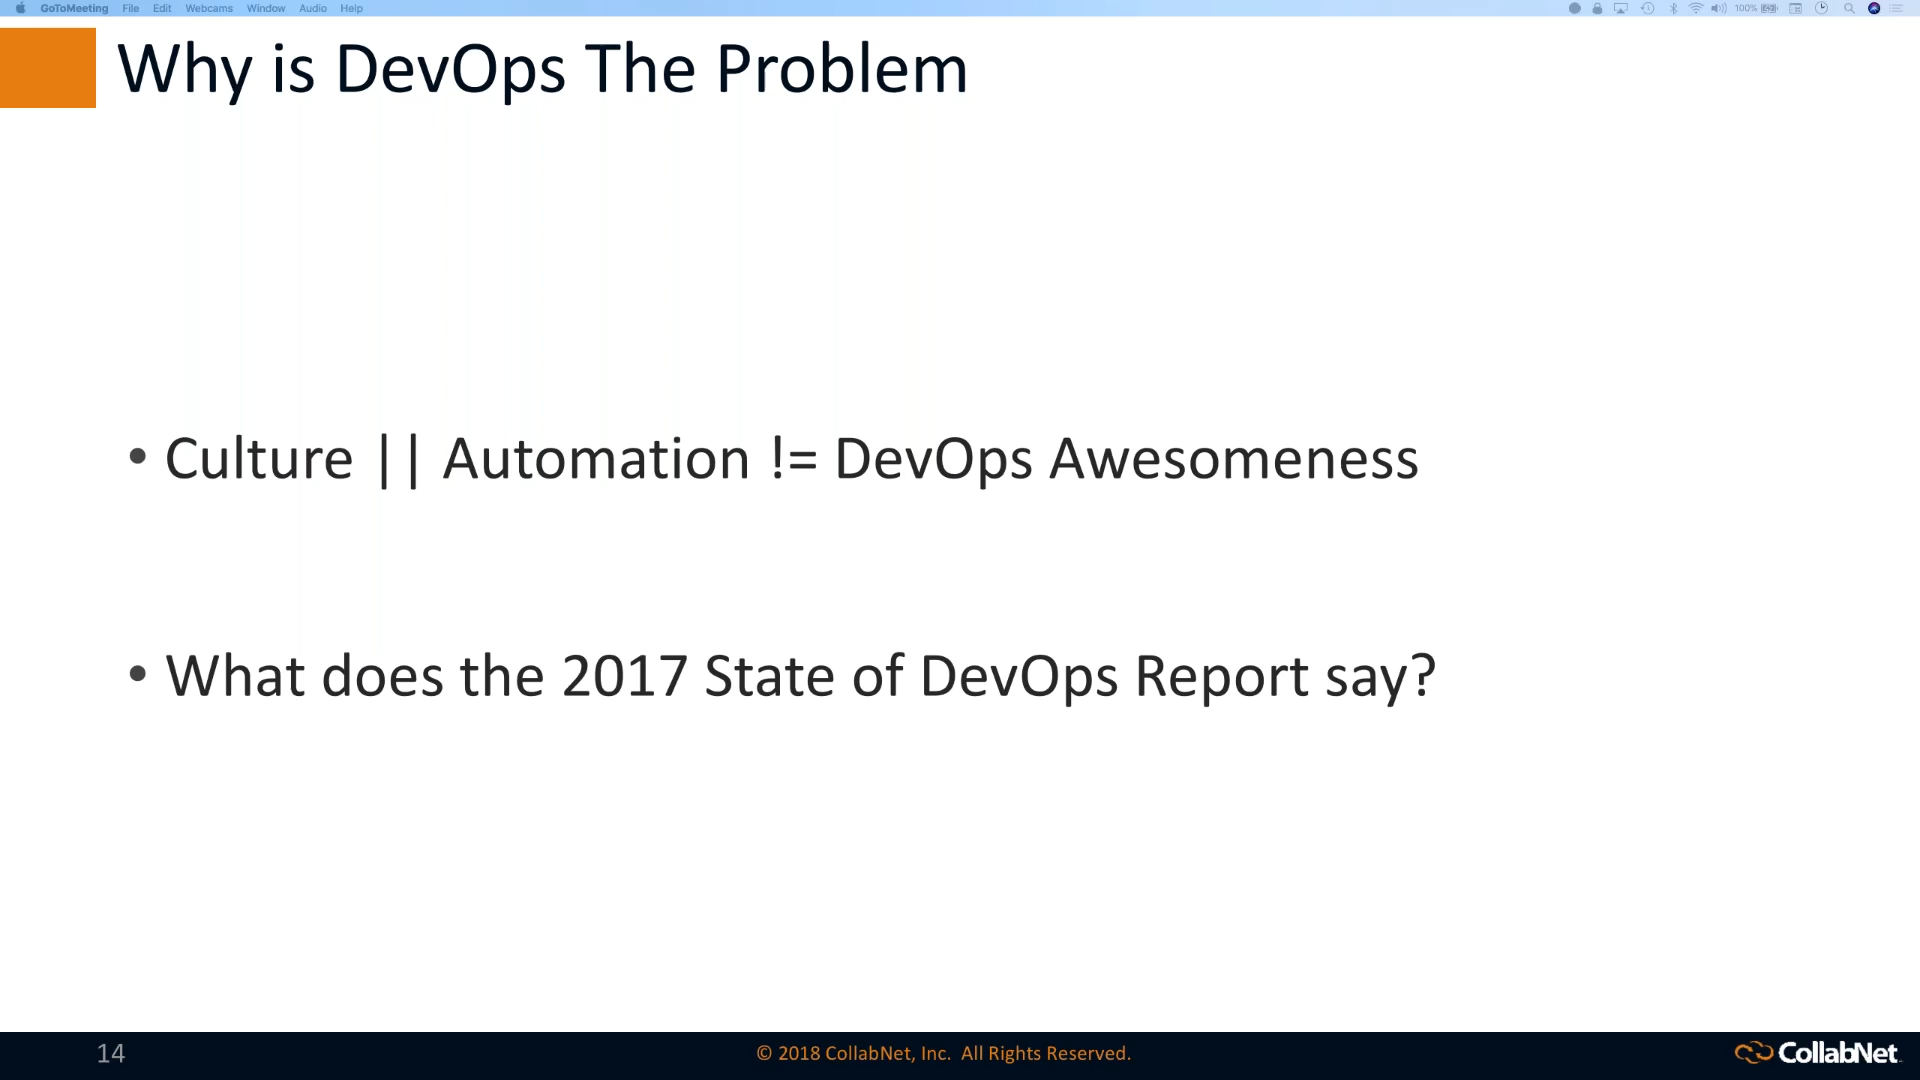 GoToMeeting File Edit Webcams Window Audio Help 100%
Why is DevOps The Problem
• Culture || Automation != DevOps Awesomeness
• What does the 2017 State of DevOps Report say?
14 © 2018 CollabNet, Inc. All Rights Reserved. CollabNet